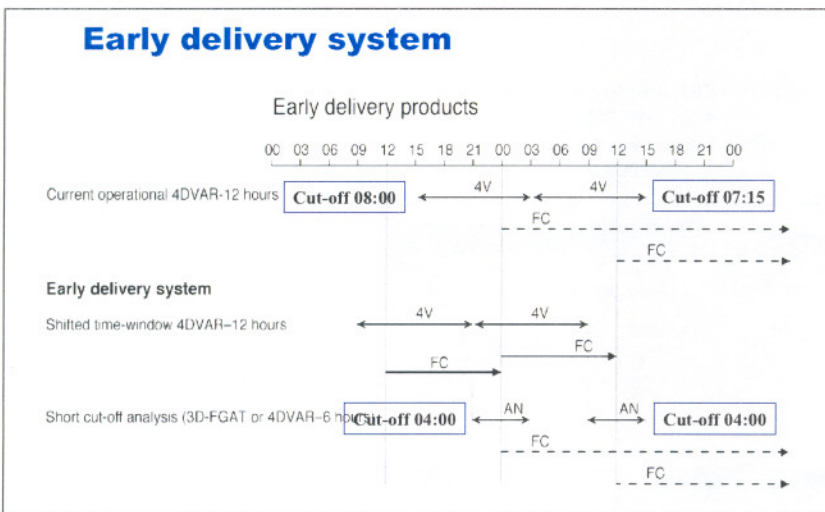 Early delivery system
Early delivery products
00 03 06 09 12 15 18 21 00 03 06 09 12 15 18 21 00
Current operational 4DVAR-12 hours Cut-off 08:00 4V 4V Cut-off 07:15
FC
FC
Early delivery system
Shifted time-window 4DVAR-12 hours 4V 4V
FC
FC
Short cut-off analysis (3D-FGAT or 4DVAR-6 hours) Cut-off 04:00 AN AN Cut-off 04:00
FC
FC